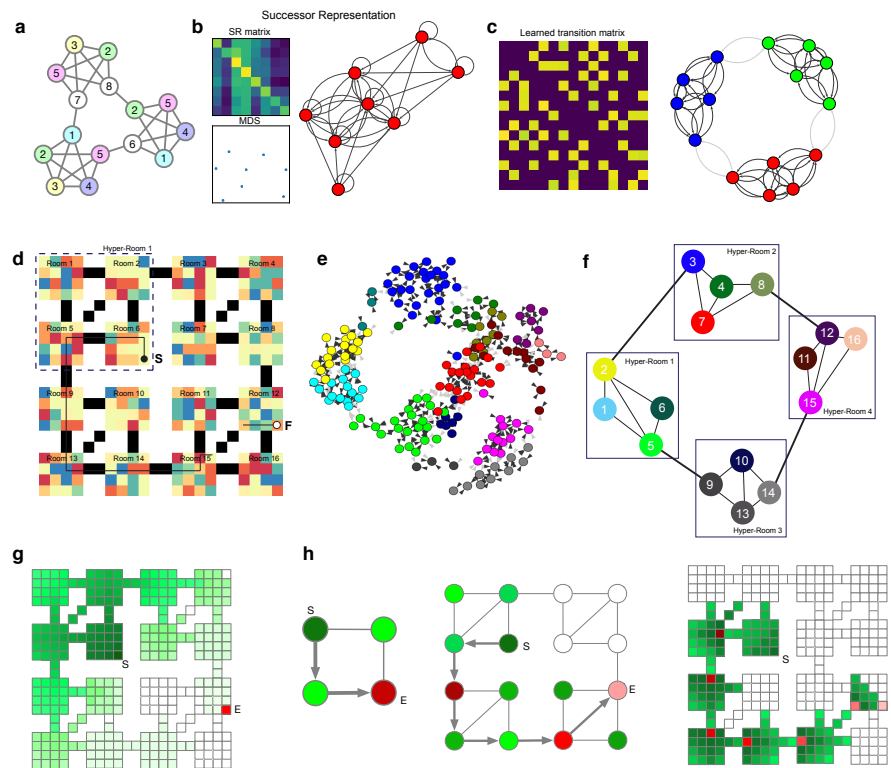 Successor Representation
a
3
2
5
7
8
2
5
4
1
6
1
2
5
3
4
b
SR matrix
MDS
c
Learned transition matrix
d
Hyper-Room 1
Room 1
Room 2
Room 3
Room 4
Room 5
Room 6
Room 7
Room 8
S
Room 9
Room 10
Room 11
Room 12
F
Room 13
Room 14
Room 15
Room 16
e
f
Hyper-Room 2
3
4
8
7
Hyper-Room 1
2
1
6
5
12
16
11
15
Hyper-Room 4
10
9
14
13
Hyper-Room 3
g
S
E
h
S
E
S
E
S
E